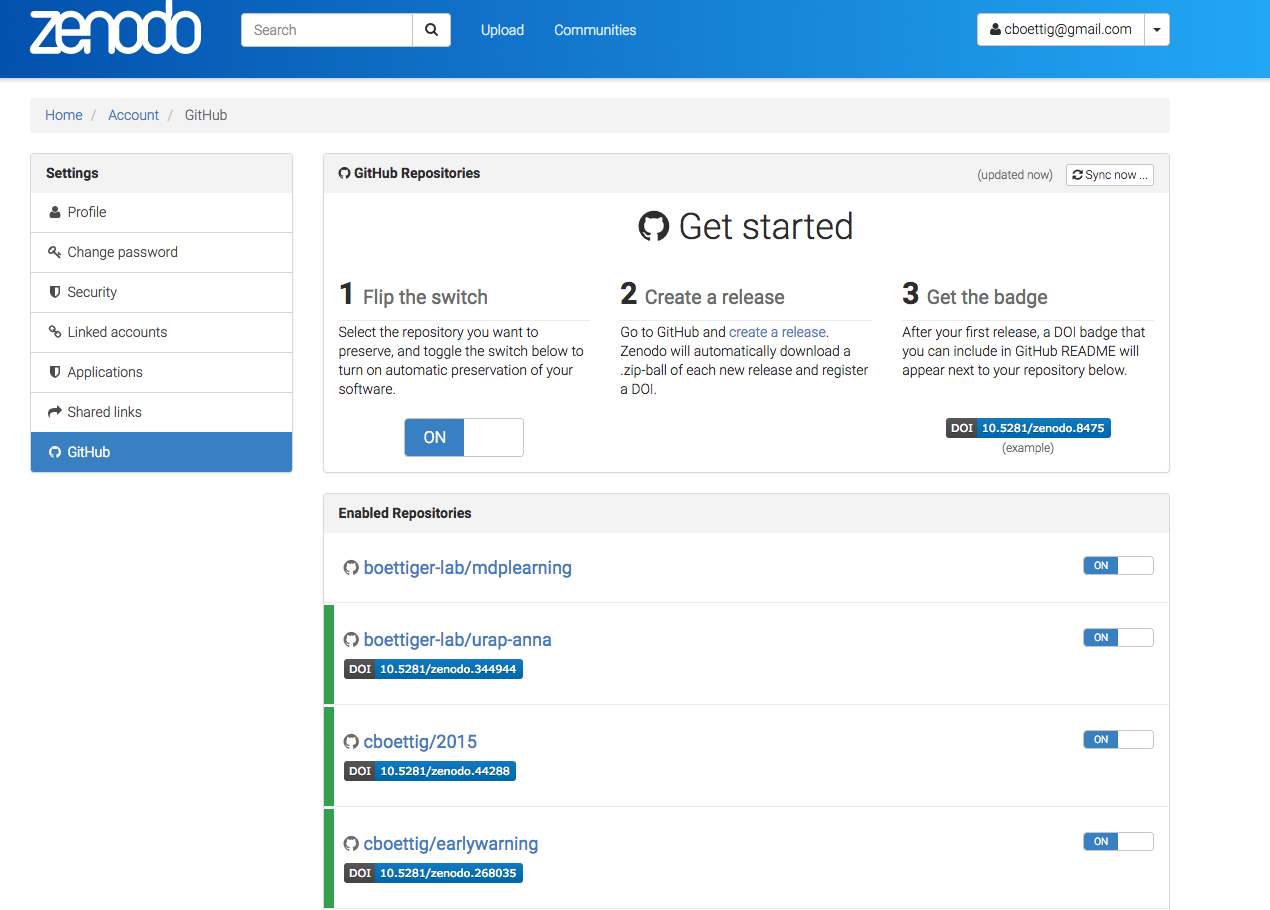 zenodo
Search
Upload
Communities
cboettig@gmail.com
Home / Account / GitHub
Settings
Profile
Change password
Security
Linked accounts
Applications
Shared links
GitHub
GitHub Repositories
(updated now)
Sync now ...
Get started
1 Flip the switch
Select the repository you want to
preserve, and toggle the switch below to
turn on automatic preservation of your
software.
ON
2 Create a release
Go to GitHub and create a release.
Zenodo will automatically download a
.zip-ball of each new release and register
a DOI.
3 Get the badge
After your first release, a DOI badge that
you can include in GitHub README will
appear next to your repository below.
DOI 10.5281/zenodo.8475
(example)
Enabled Repositories
boettiger-lab/mdplearning
ON
boettiger-lab/urap-anna
ON
DOI 10.5281/zenodo.344944
cboettig/2015
ON
DOI 10.5281/zenodo.44288
cboettig/earlywarning
ON
DOI 10.5281/zenodo.268035